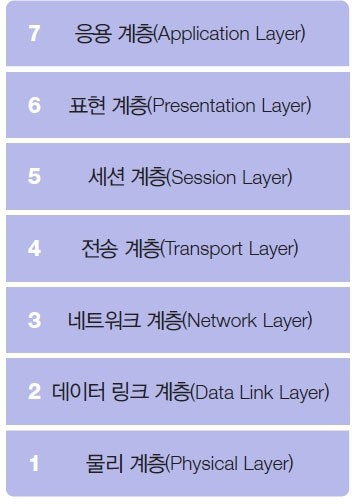 7 응용 계층(Application Layer)
6 표현 계층(Presentation Layer)
5 세션 계층(Session Layer)
4 전송 계층(Transport Layer)
3 네트워크 계층(Network Layer)
2 데이터 링크 계층(Data Link Layer)
1 물리 계층(Physical Layer)